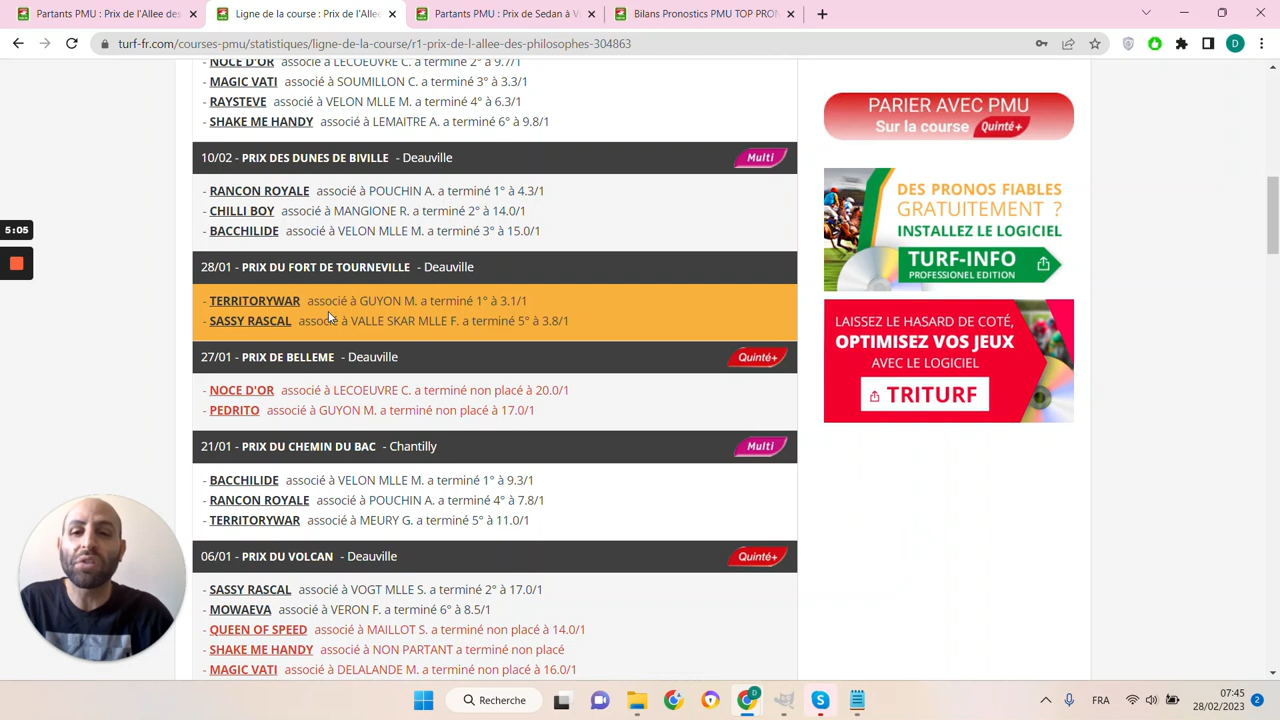 Partants PMU : Prix de l'Allee des
Ligne de la course : Prix de l'Allee
Partants PMU : Prix de Sedan à V
Bilans Pronostics PMU TOP PRON
turf-fr.com/courses-pmu/statistiques/ligne-de-la-course/r1-prix-de-l-allee-des-philosophes-304863
D
- NOCE D'OR associé à LECOEUVRE C. a terminé 2° à 9.7/1
- MAGIC VATI associé à SOUMILLON C. a terminé 3° à 3.3/1
- RAYSTEVE associé à VELON MLLE M. a terminé 4° à 6.3/1
- SHAKE ME HANDY associé à LEMAITRE A. a terminé 6° à 9.8/1
10/02 - PRIX DES DUNES DE BIVILLE - Deauville Multi
- RANCON ROYALE associé à POUCHIN A. a terminé 1° à 4.3/1
- CHILLI BOY associé à MANGIONE R. a terminé 2° à 14.0/1
- BACCHILIDE associé à VELON MLLE M. a terminé 3° à 15.0/1
28/01 - PRIX DU FORT DE TOURNEVILLE - Deauville
- TERRITORYWAR associé à GUYON M. a terminé 1° à 3.1/1
- SASSY RASCAL associé à VALLE SKAR MLLE F. a terminé 5° à 3.8/1
27/01 - PRIX DE BELLEME - Deauville Quinté+
- NOCE D'OR associé à LECOEUVRE C. a terminé non placé à 20.0/1
- PEDRITO associé à GUYON M. a terminé non placé à 17.0/1
21/01 - PRIX DU CHEMIN DU BAC - Chantilly Multi
- BACCHILIDE associé à VELON MLLE M. a terminé 1° à 9.3/1
- RANCON ROYALE associé à POUCHIN A. a terminé 4° à 7.8/1
- TERRITORYWAR associé à MEURY G. a terminé 5° à 11.0/1
06/01 - PRIX DU VOLCAN - Deauville Quinté+
- SASSY RASCAL associé à VOGT MLLE S. a terminé 2° à 17.0/1
- MOWAEVA associé à VERON F. a terminé 6° à 8.5/1
- QUEEN OF SPEED associé à MAILLOT S. a terminé non placé à 14.0/1
- SHAKE ME HANDY associé à NON PARTANT a terminé non placé
- MAGIC VATI associé à DELALANDE M. a terminé non placé à 16.0/1
PARIER AVEC PMU
Sur la course Quinté+
DES PRONOS FIABLES
GRATUITEMENT ?
INSTALLEZ LE LOGICIEL
TURF-INFO
PROFESSIONEL EDITION
LAISSEZ LE HASARD DE COTÉ,
OPTIMISEZ VOS JEUX
AVEC LE LOGICIEL
TRITURF
5:05
Recherche
D
FRA
07:45
28/02/2023
2